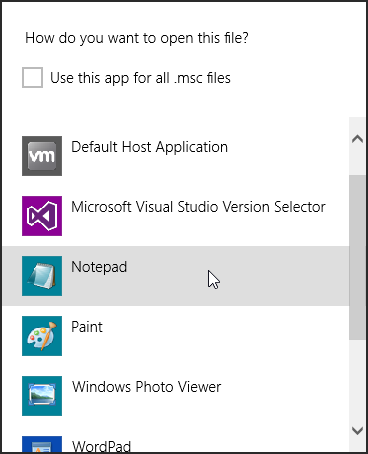 How do you want to open this file?
Use this app for all .msc files
vm
Default Host Application
Microsoft Visual Studio Version Selector
Notepad
Paint
Windows Photo Viewer
WordPad